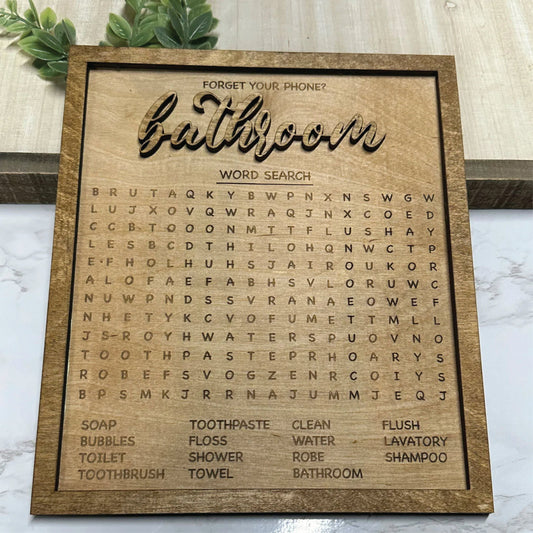 FORGET YOUR PHONE?
bathroom
WORD SEARCH
B R U T A Q K Y B W P N X N S W G W
L U J X O V Q W R A Q J N X C O E D
C C B T O O O N M T T F L U S H A Y
L E S B C D T H I L O H Q N W C T P
E F H O L H U H S J A I R O U K O R
A L O F A E F A B H S V L O R U W C
N U W P N D S S V R A N A E O W E F
N H E T Y K C V O F U M E T T M L L
J S R O Y H W A T E R S P U O V N O
T O O T H P A S T E P R H O A R Y S
R O B E F S V O G Z E N R C O I Y S
B P S M K J R R N A J U M M J E Q J
SOAP TOOTHPASTE CLEAN FLUSH
BUBBLES FLOSS WATER LAVATORY
TOILET SHOWER ROBE SHAMPOO
TOOTHBRUSH TOWEL BATHROOM